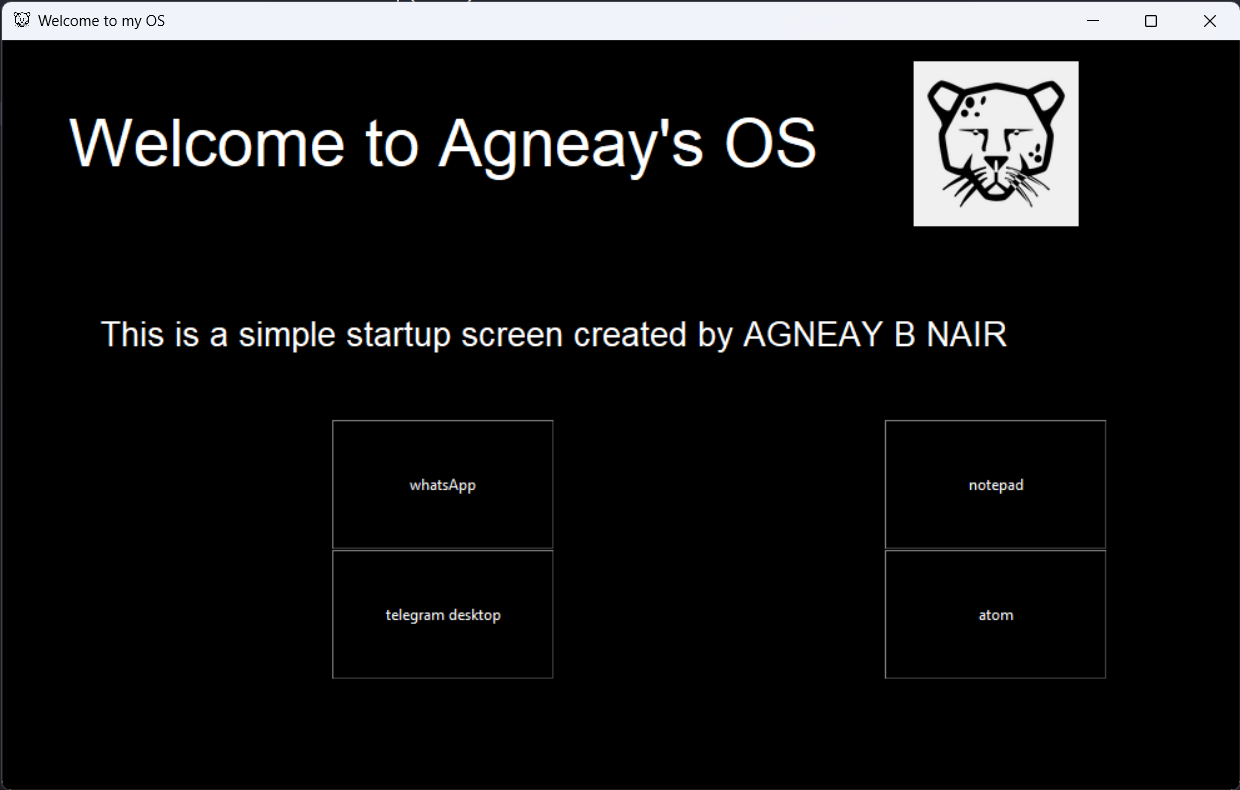 Welcome to my OS
Welcome to Agneay's OS
This is a simple startup screen created by AGNEAY B NAIR
whatsApp
notepad
telegram desktop
atom